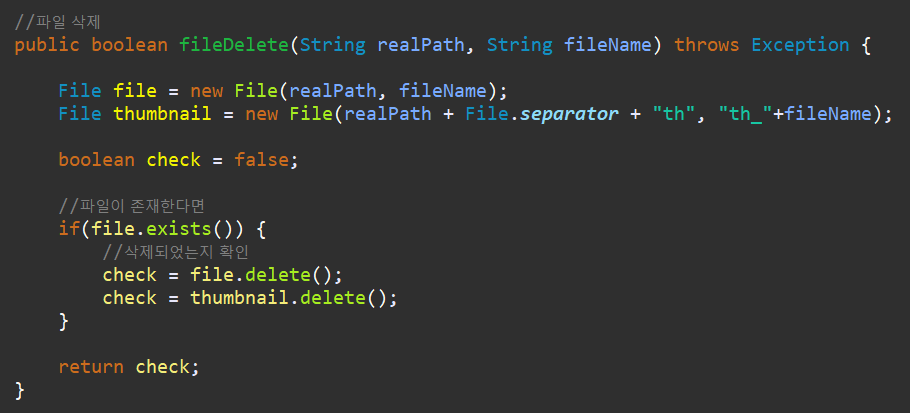 //파일 삭제
public boolean fileDelete(String realPath, String fileName) throws Exception {
File file = new File(realPath, fileName);
File thumbnail = new File(realPath + File.separator + "th", "th_"+fileName);
boolean check = false;
//파일이 존재한다면
if(file.exists()) {
//삭제되었는지 확인
check = file.delete();
check = thumbnail.delete();
}
return check;
}